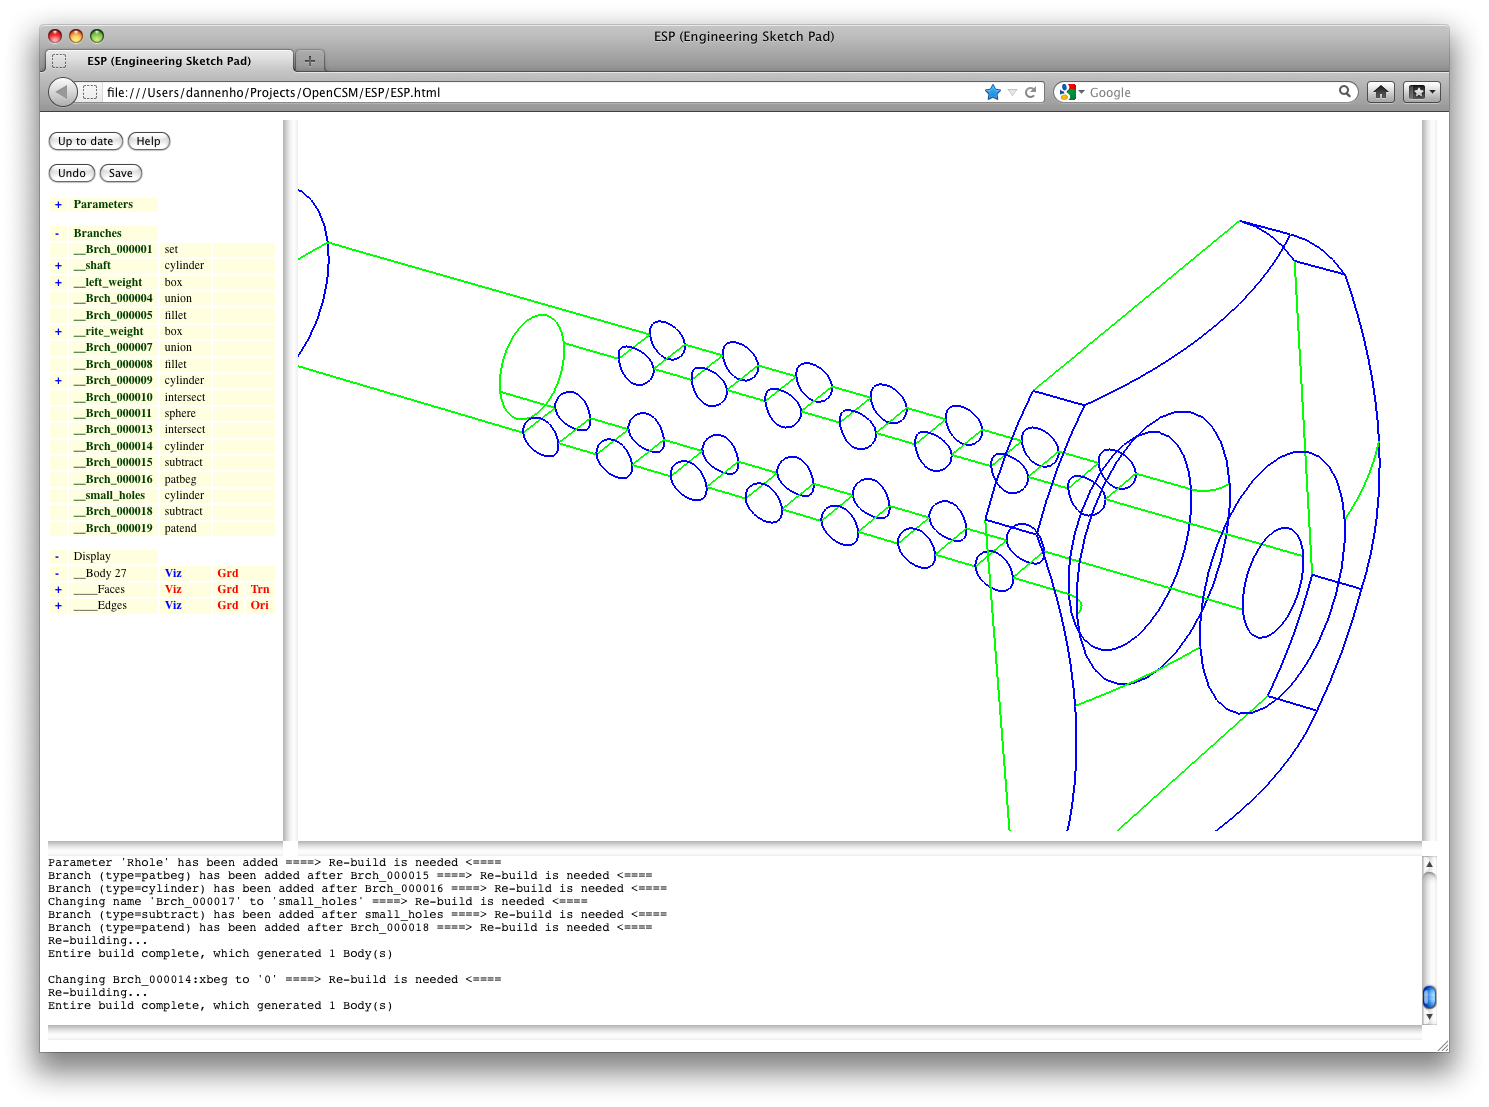 ESP (Engineering Sketch Pad)
ESP (Engineering Sketch Pad)
+
file:///Users/dannenho/Projects/OpenCSM/ESP/ESP.html
Google
Up to date Help
Undo Save
+ Parameters
- Branches
__Brch_000001 set
+ __shaft cylinder
+ __left_weight box
__Brch_000004 union
__Brch_000005 fillet
+ __rite_weight box
__Brch_000007 union
__Brch_000008 fillet
+ __Brch_000009 cylinder
__Brch_000010 intersect
__Brch_000011 sphere
__Brch_000013 intersect
__Brch_000014 cylinder
__Brch_000015 subtract
__Brch_000016 patbeg
__small_holes cylinder
__Brch_000018 subtract
__Brch_000019 patend
- Display
- __Body 27 Viz Grd
+ ____Faces Viz Grd Trn
+ ____Edges Viz Grd Ori
Parameter 'Rhole' has been added ====> Re-build is needed <====
Branch (type=patbeg) has been added after Brch_000015 ====> Re-build is needed <====
Branch (type=cylinder) has been added after Brch_000016 ====> Re-build is needed <====
Changing name 'Brch_000017' to 'small_holes' ====> Re-build is needed <====
Branch (type=subtract) has been added after small_holes ====> Re-build is needed <====
Branch (type=patend) has been added after Brch_000018 ====> Re-build is needed <====
Re-building...
Entire build complete, which generated 1 Body(s)
Changing Brch_000014:xbeg to '0' ====> Re-build is needed <====
Re-building...
Entire build complete, which generated 1 Body(s)